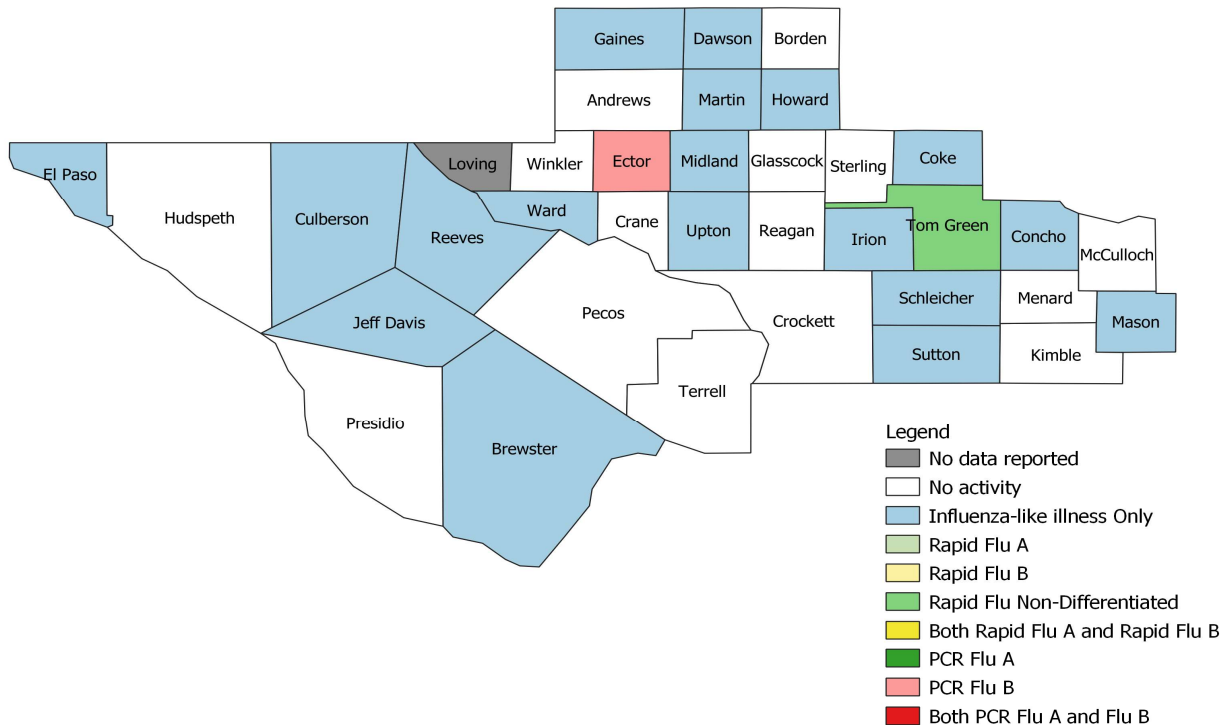 Gaines
Dawson
Borden
Andrews
Martin
Howard
El Paso
Hudspeth
Culberson
Reeves
Loving
Winkler
Ector
Midland
Glasscock
Sterling
Coke
Ward
Crane
Upton
Reagan
Irion
Tom Green
Concho
McCulloch
Jeff Davis
Pecos
Crockett
Schleicher
Menard
Mason
Sutton
Kimble
Terrell
Presidio
Brewster
Legend
No data reported
No activity
Influenza-like illness Only
Rapid Flu A
Rapid Flu B
Rapid Flu Non-Differentiated
Both Rapid Flu A and Rapid Flu B
PCR Flu A
PCR Flu B
Both PCR Flu A and Flu B